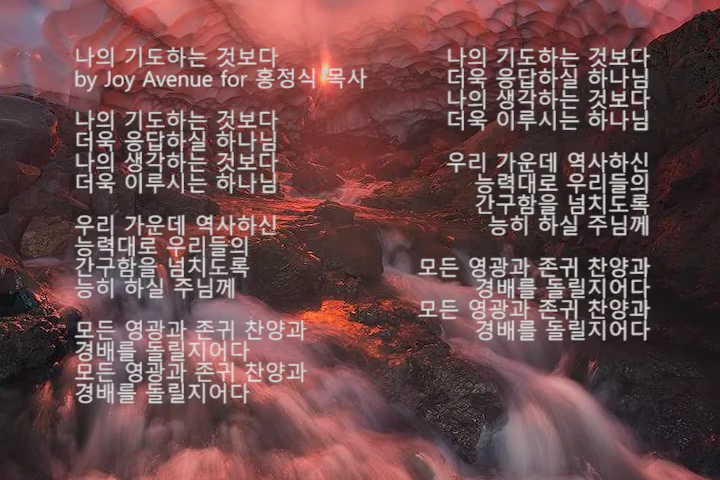 나의 기도하는 것보다
by Joy Avenue for 홍정식 목사
나의 기도하는 것보다
더욱 응답하실 하나님
나의 생각하는 것보다
더욱 이루시는 하나님
우리 가운데 역사하신
능력대로 우리들의
간구함을 넘치도록
능히 하실 주님께
모든 영광과 존귀 찬양과
경배를 돌릴지어다
모든 영광과 존귀 찬양과
경배를 돌릴지어다
나의 기도하는 것보다
더욱 응답하실 하나님
나의 생각하는 것보다
더욱 이루시는 하나님
우리 가운데 역사하신
능력대로 우리들의
간구함을 넘치도록
능히 하실 주님께
모든 영광과 존귀 찬양과
경배를 돌릴지어다
모든 영광과 존귀 찬양과
경배를 돌릴지어다